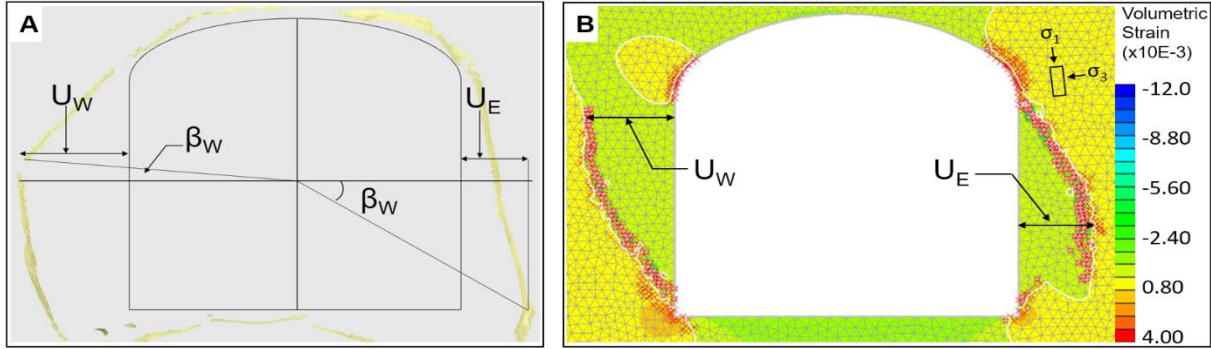 A
U_W
U_E
β_W
β_W
B
σ_1
σ_3
U_W
U_E
Volumetric
Strain
(x10E-3)
-12.0
-8.80
-5.60
-2.40
0.80
4.00